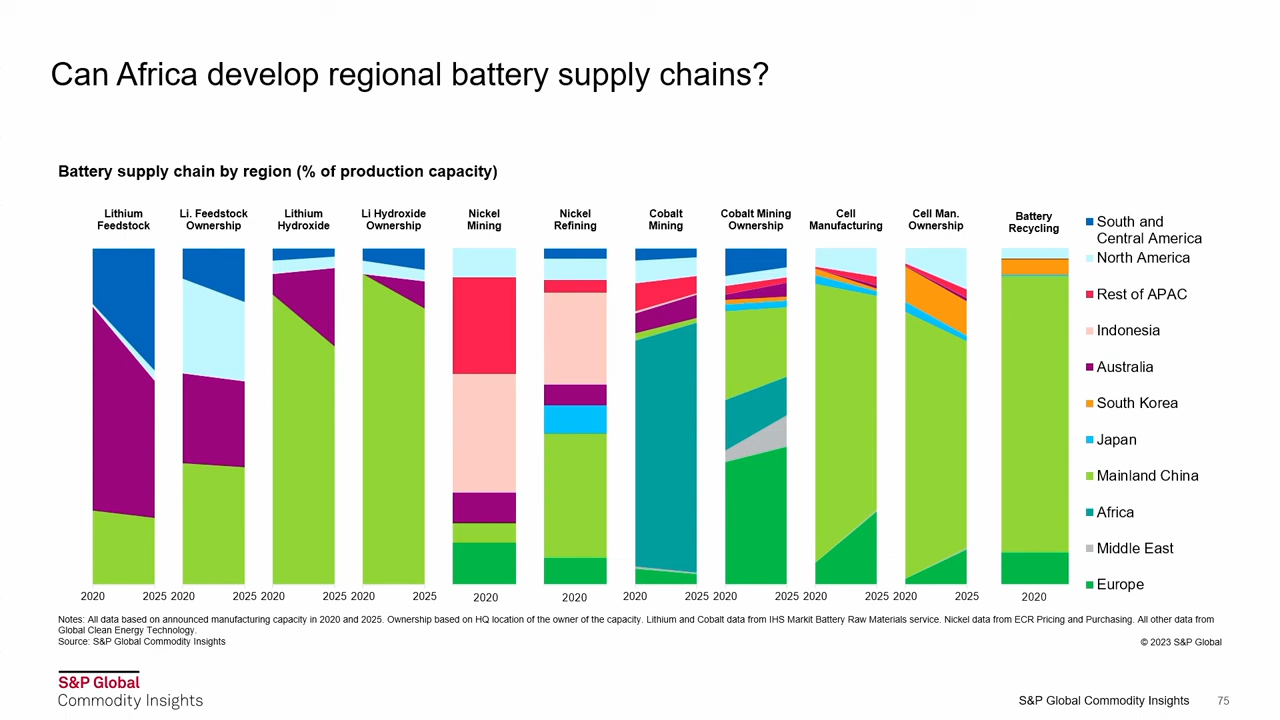 Can Africa develop regional battery supply chains?
Battery supply chain by region (% of production capacity)
Lithium
Feedstock
Li. Feedstock
Ownership
Lithium
Hydroxide
Li Hydroxide
Ownership
Nickel
Mining
Nickel
Refining
Cobalt
Mining
Cobalt Mining
Ownership
Cell
Manufacturing
Cell Man.
Ownership
Battery
Recycling
South and
Central America
North America
Rest of APAC
Indonesia
Australia
South Korea
Japan
Mainland China
Africa
Middle East
Europe
2020 2025 2020 2025 2020 2025 2020 2025 2020 2020 2020 2025 2020 2025 2020 2025 2020 2025 2020
Notes: All data based on announced manufacturing capacity in 2020 and 2025. Ownership based on HQ location of the owner of the capacity. Lithium and Cobalt data from IHS Markit Battery Raw Materials service. Nickel data from ECR Pricing and Purchasing. All other data from
Global Clean Energy Technology.
Source: S&P Global Commodity Insights
© 2023 S&P Global
S&P Global
Commodity Insights
S&P Global Commodity Insights 75